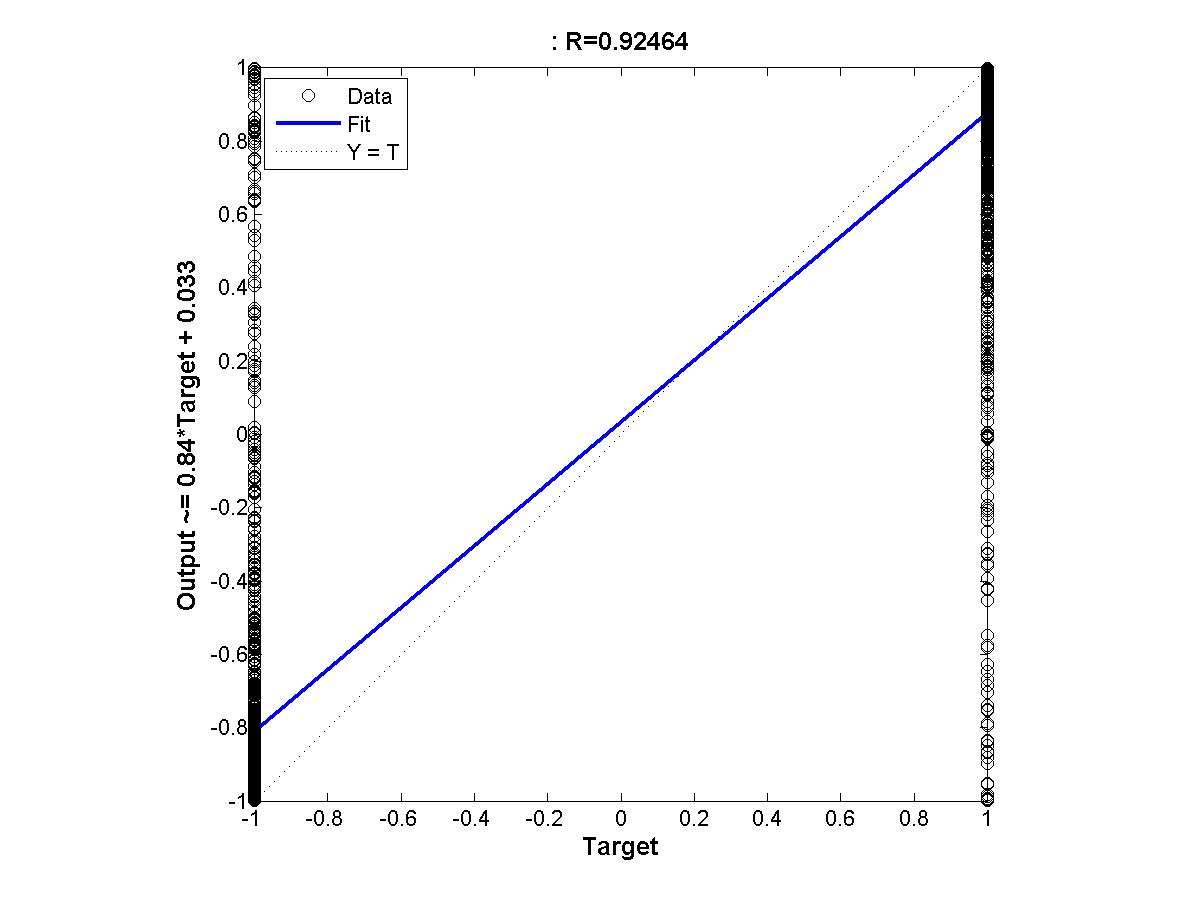 : R=0.92464
Data
Fit
Y = T
Output ~= 0.84*Target + 0.033
1
0.8
0.6
0.4
0.2
0
-0.2
-0.4
-0.6
-0.8
-1
-1 -0.8 -0.6 -0.4 -0.2 0 0.2 0.4 0.6 0.8 1
Target